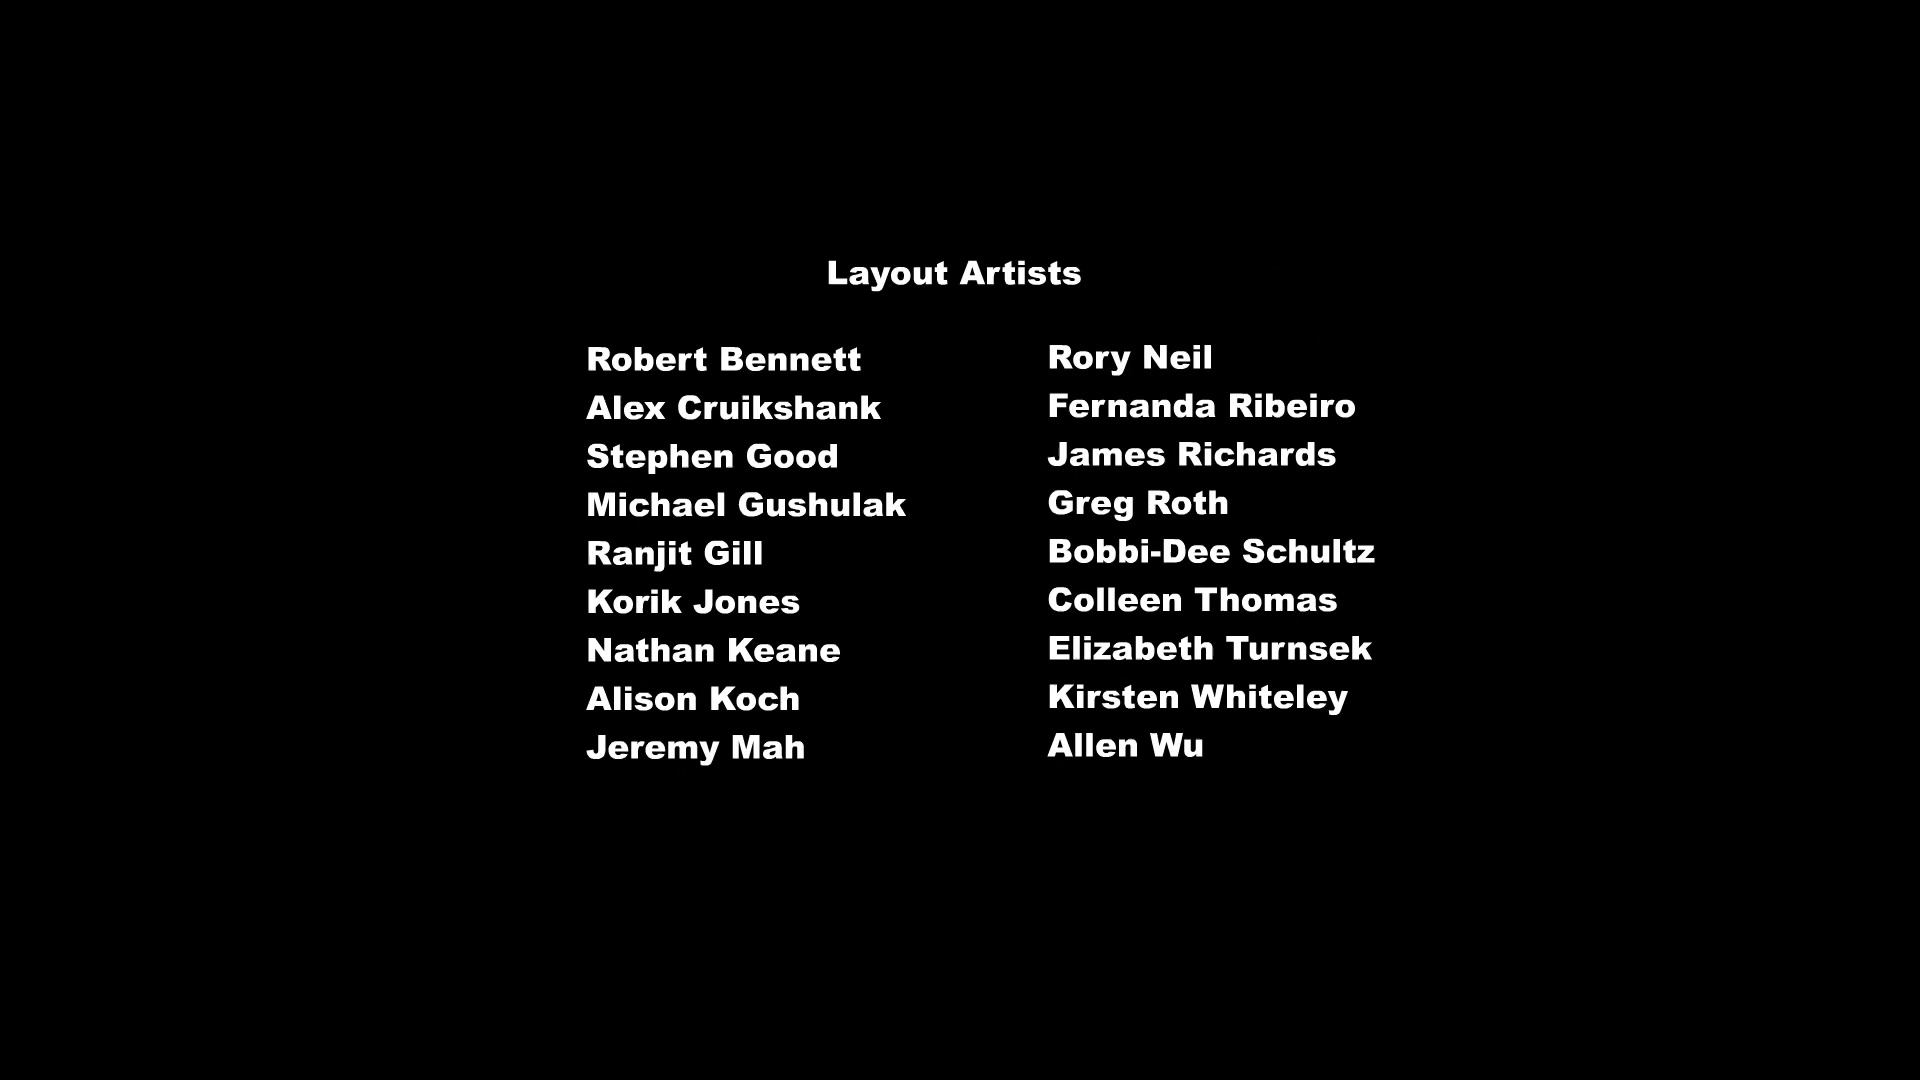 Layout Artists
Robert Bennett
Alex Cruikshank
Stephen Good
Michael Gushulak
Ranjit Gill
Korik Jones
Nathan Keane
Alison Koch
Jeremy Mah
Rory Neil
Fernanda Ribeiro
James Richards
Greg Roth
Bobbi-Dee Schultz
Colleen Thomas
Elizabeth Turnsek
Kirsten Whiteley
Allen Wu